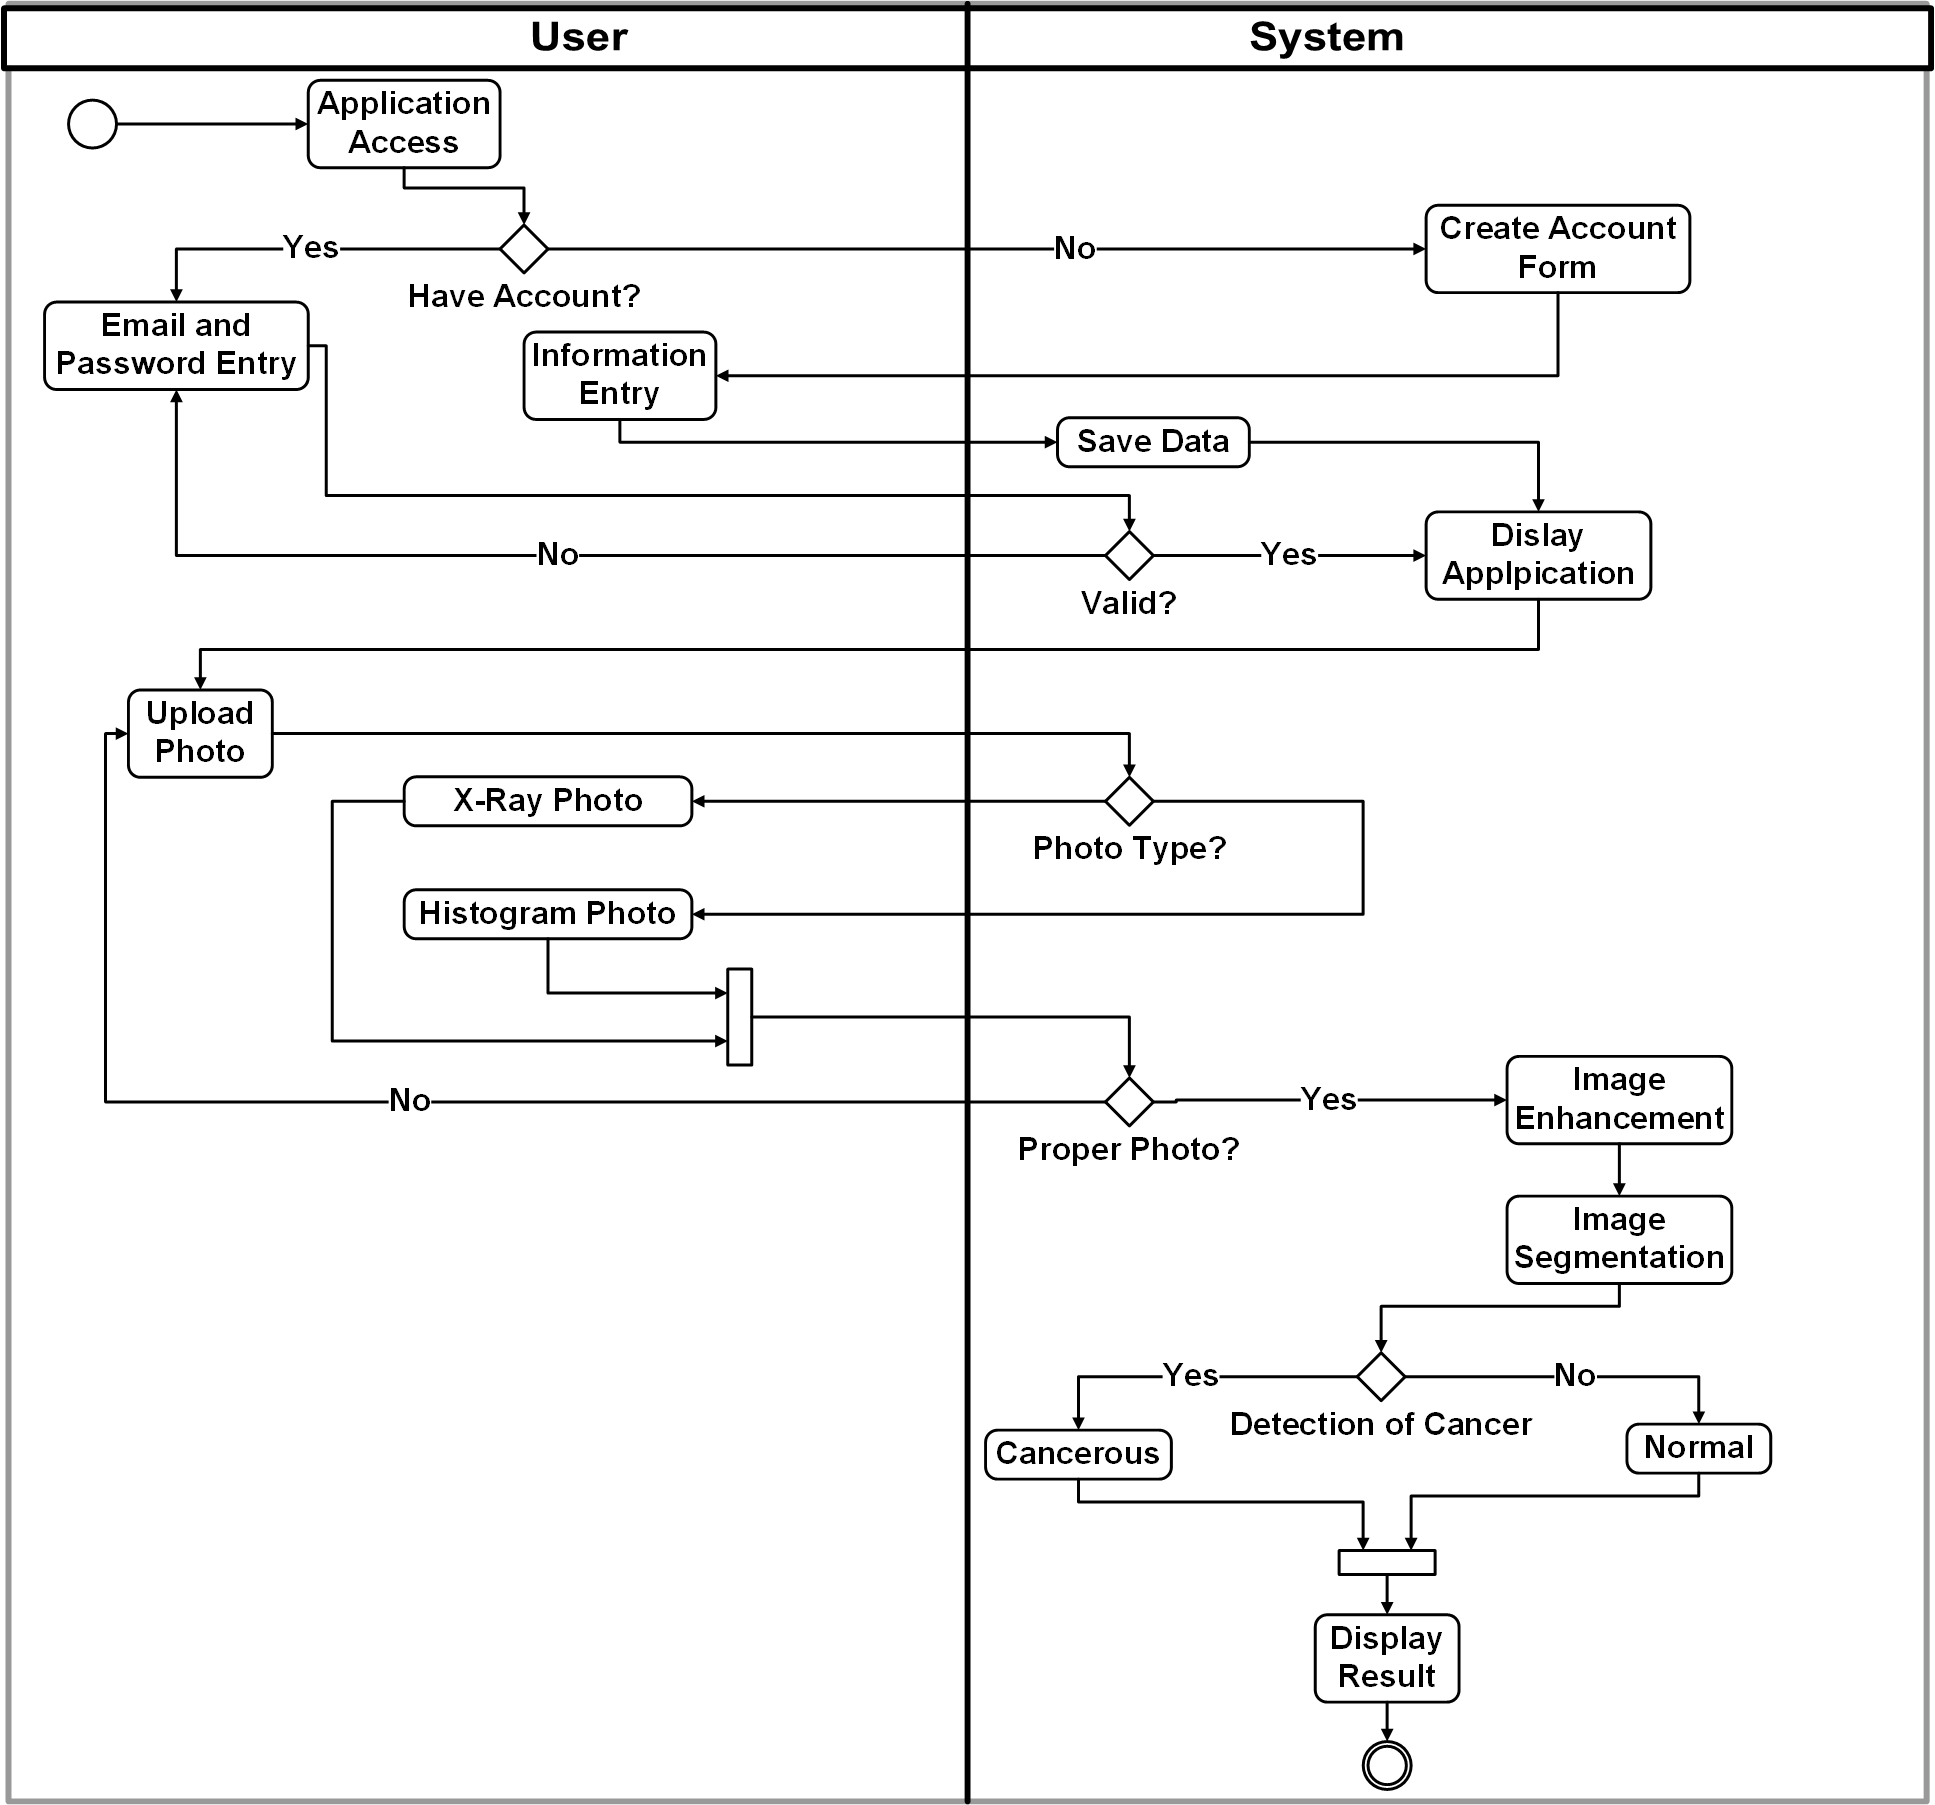 User
System
Application
Access
Yes
No
Create Account
Form
Have Account?
Email and
Password Entry
Information
Entry
Save Data
No
Yes
Dislay
Applpication
Valid?
Upload
Photo
X-Ray Photo
Photo Type?
Histogram Photo
No
Yes
Image
Enhancement
Proper Photo?
Image
Segmentation
Yes
No
Detection of Cancer
Cancerous
Normal
Display
Result